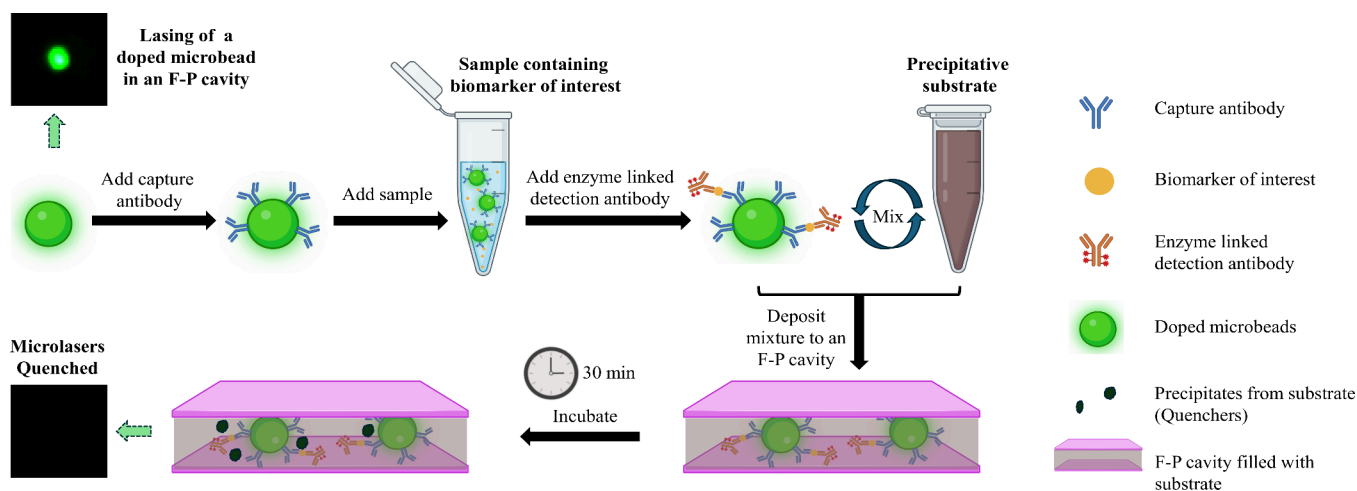 Lasing of a
doped microbead
in an F-P cavity
Sample containing
biomarker of interest
Precipitative
substrate
Add capture
antibody
Add sample
Add enzyme linked
detection antibody
Mix
Capture antibody
Biomarker of interest
Enzyme linked
detection antibody
Doped microbeads
Precipitates from substrate
(Quenchers)
F-P cavity filled with
substrate
Deposit
mixture to an
F-P cavity
30 min
Incubate
Microlasers
Quenched